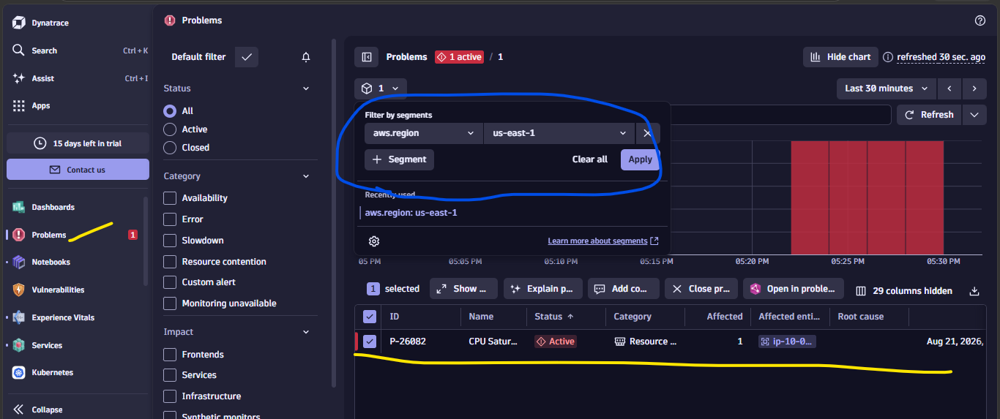 Dynatrace
Search Ctrl + K
Assist Ctrl + I
Apps
15 days left in trial
Contact us
Dashboards
Problems 1
Notebooks
Vulnerabilities
Experience Vitals
Services
Kubernetes
Collapse
Problems
Default filter
Status
All
Active
Closed
Category
Availability
Error
Slowdown
Resource contention
Custom alert
Monitoring unavailable
Impact
Frontends
Services
Infrastructure
Synthetic monitors
Problems 1 active / 1
Hide chart refreshed 30 sec. ago
1 Last 30 minutes
Filter by segments
aws.region us-east-1
Segment Clear all Apply
Refresh
Recently used
aws.region: us-east-1
Learn more about segments
05 PM 05:05 PM 05:10 PM 05:15 PM 05:20 PM 05:25 PM 05:30 PM
1 selected Show ... Explain p... Add co... Close pr... Open in proble... 29 columns hidden
ID Name Status Category Affected Affected enti... Root cause
P-26082 CPU Satur... Active Resource ... 1 ip-10-0... Aug 21, 2026,